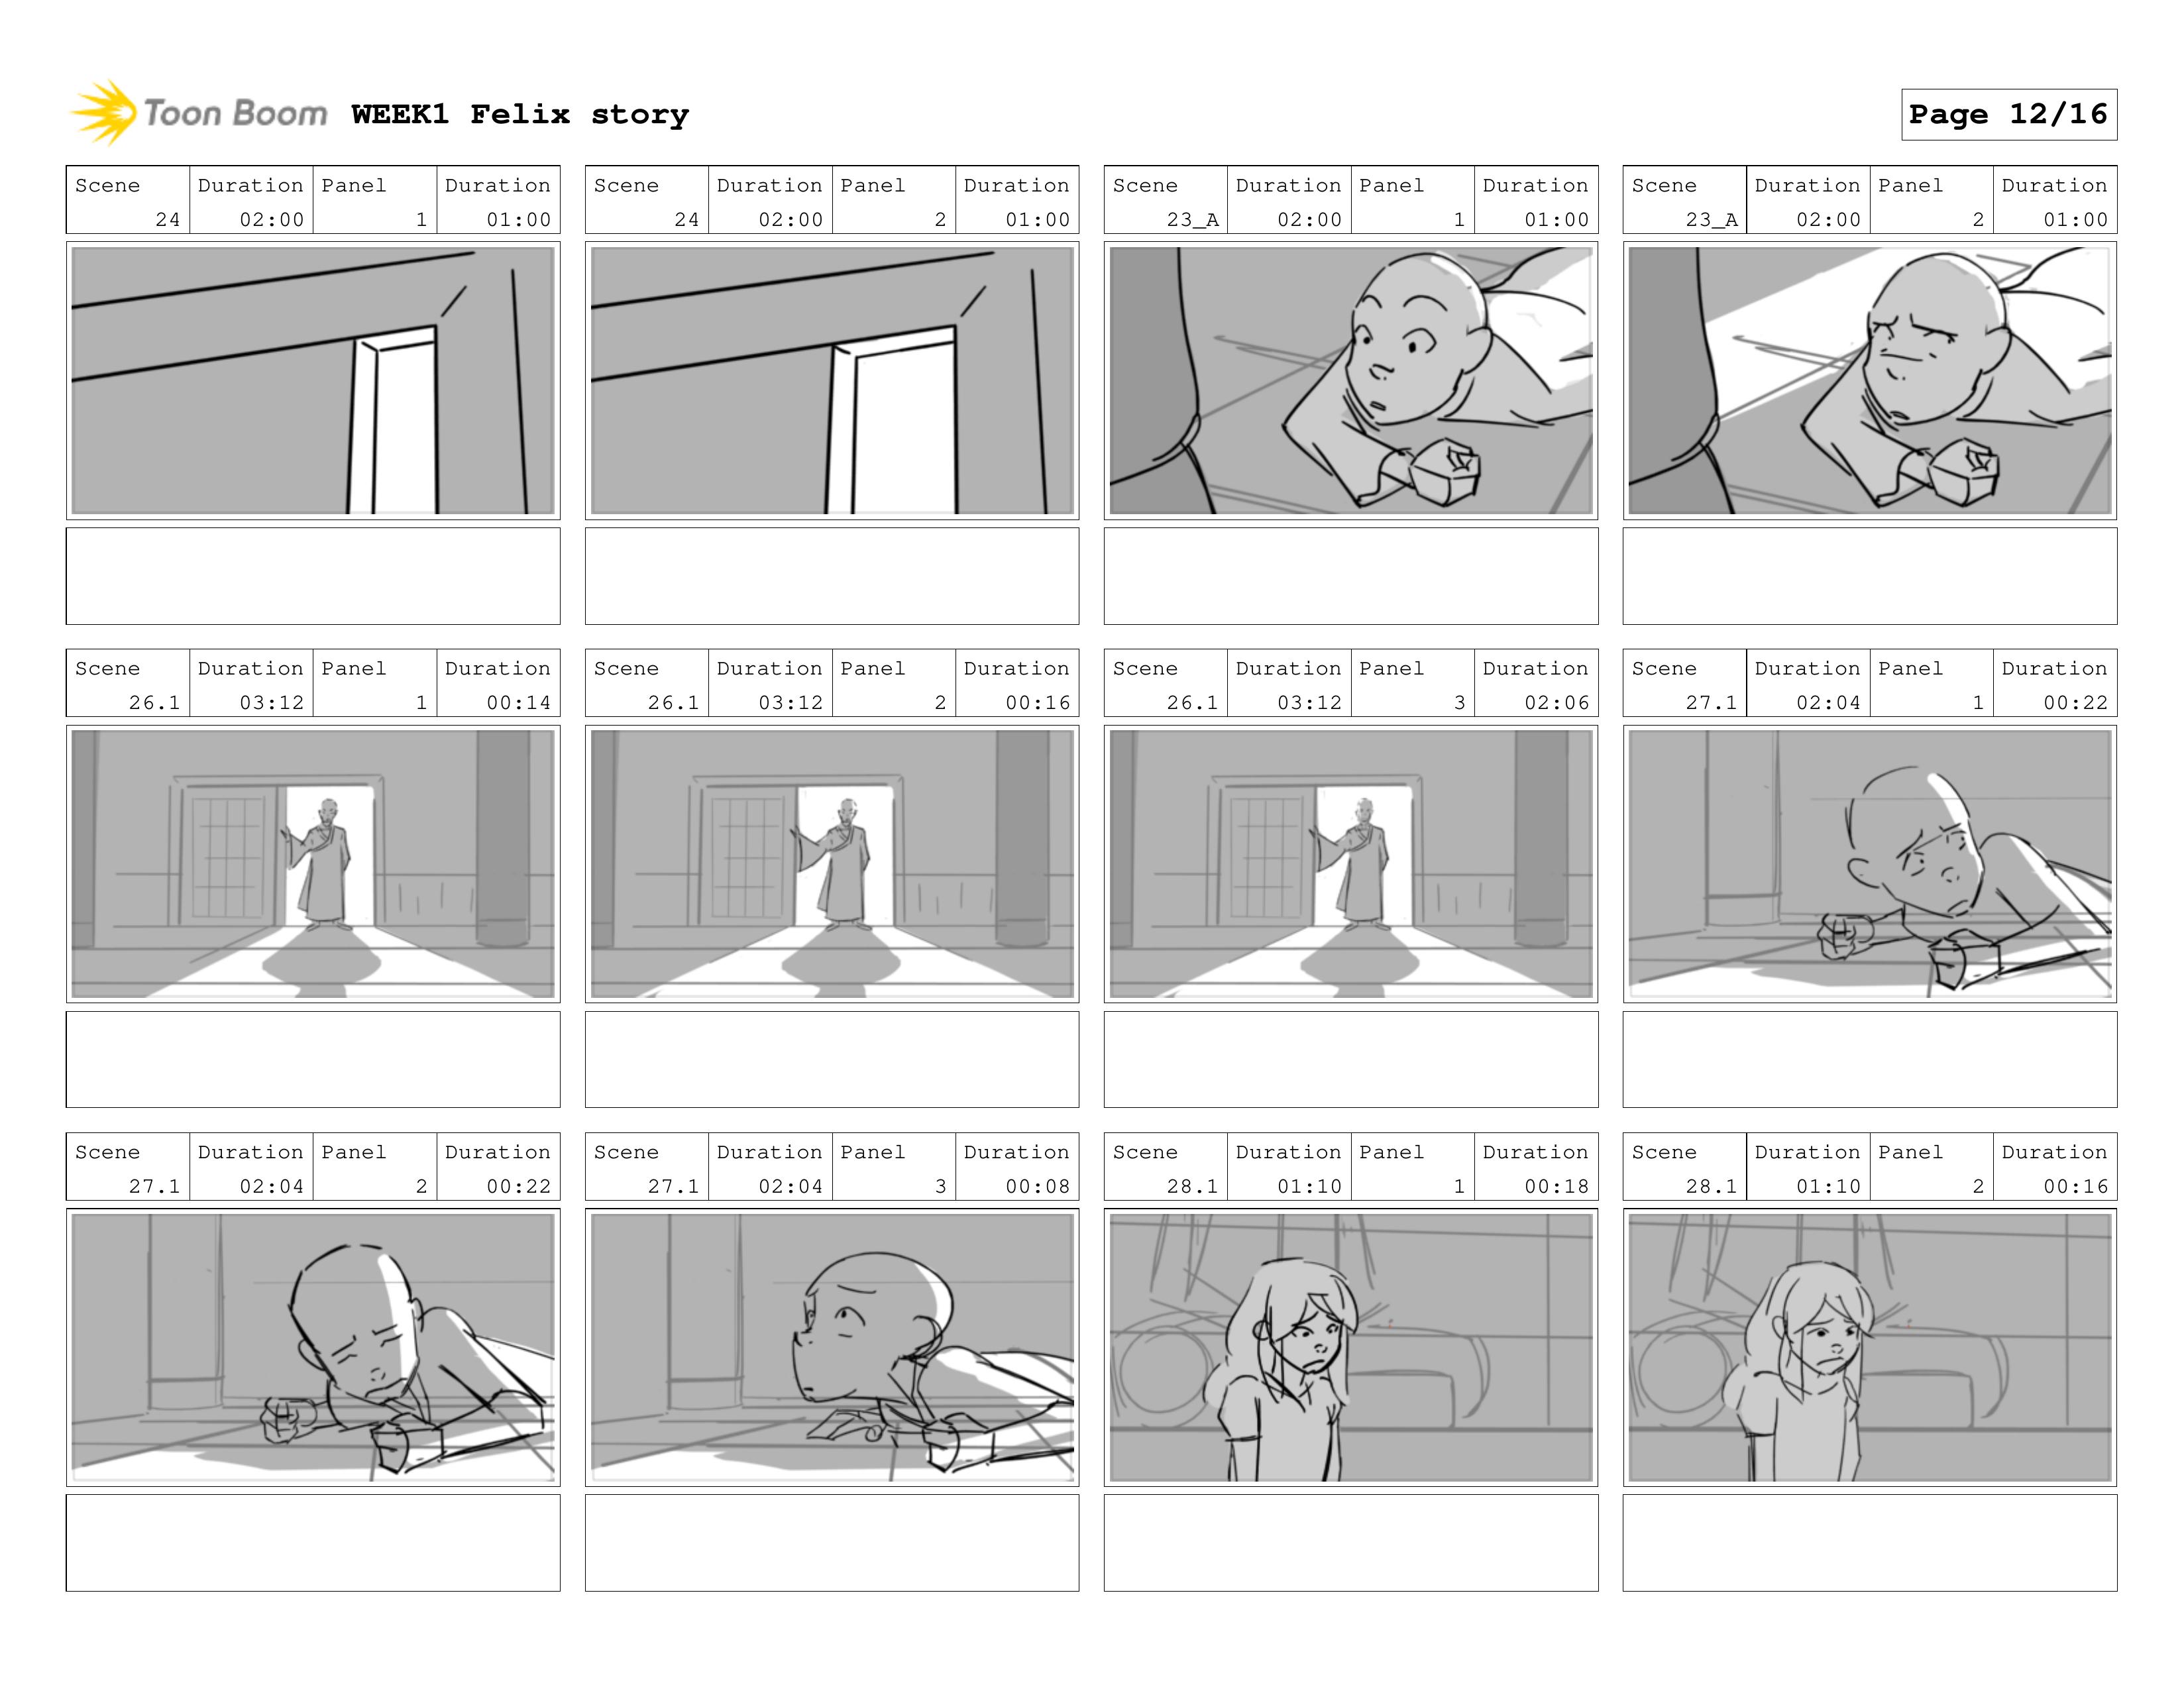 Toon Boom WEEK1 Felix story Page 12/16
Scene Duration Panel Duration Scene Duration Panel Duration Scene Duration Panel Duration Scene Duration Panel Duration
24 02:00 1 01:00 24 02:00 2 01:00 23_A 02:00 1 01:00 23_A 02:00 2 01:00
Scene Duration Panel Duration Scene Duration Panel Duration Scene Duration Panel Duration Scene Duration Panel Duration
26.1 03:12 1 00:14 26.1 03:12 2 00:16 26.1 03:12 3 02:06 27.1 02:04 1 00:22
Scene Duration Panel Duration Scene Duration Panel Duration Scene Duration Panel Duration Scene Duration Panel Duration
27.1 02:04 2 00:22 27.1 02:04 3 00:08 28.1 01:10 1 00:18 28.1 01:10 2 00:16